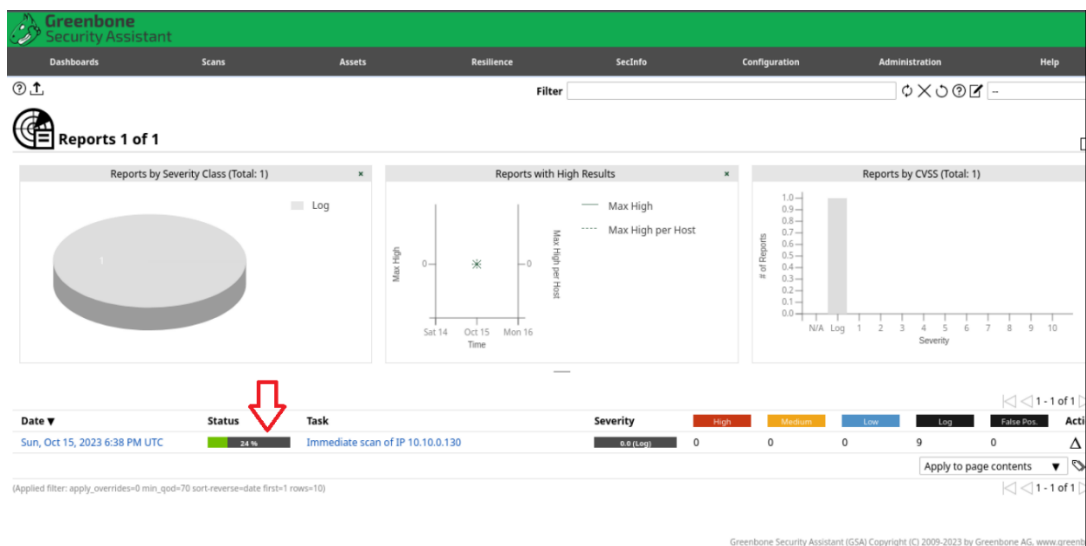 Greenbone
Security Assistant
Dashboards Scans Assets Resilience SecInfo Configuration Administration Help
Filter --
Reports 1 of 1
Reports by Severity Class (Total: 1) × Reports with High Results × Reports by CVSS (Total: 1)
Log
1
Max High
Max High per Host
Max High
0
0
Max High per Host
Sat 14 Oct 15 Mon 16
Time
# of Reports
1.0
0.9
0.8
0.7
0.6
0.5
0.4
0.3
0.2
0.1
0.0
N/A Log 1 2 3 4 5 6 7 8 9 10
Severity
1 - 1 of 1
Date ▼ Status Task Severity High Medium Low Log False Pos. Acti
Sun, Oct 15, 2023 6:38 PM UTC 24 % Immediate scan of IP 10.10.0.130 0.0 (Log) 0 0 0 9 0
Apply to page contents ▼
(Applied filter: apply_overrides=0 min_qod=70 sort-reverse=date first=1 rows=10) 1 - 1 of 1
Greenbone Security Assistant (GSA) Copyright (C) 2009-2023 by Greenbone AG, www.greenb